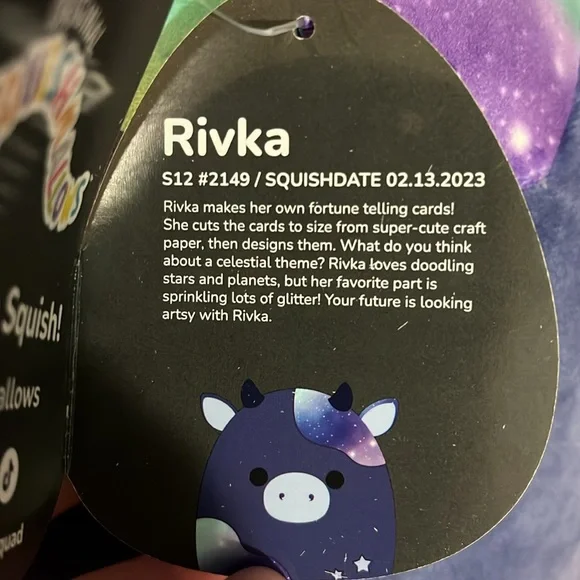 Rivka
S12 #2149 / SQUISHDATE 02.13.2023
Rivka makes her own fortune telling cards!
She cuts the cards to size from super-cute craft
paper, then designs them. What do you think
about a celestial theme? Rivka loves doodling
stars and planets, but her favorite part is
sprinkling lots of glitter! Your future is looking
artsy with Rivka.
Squish!
allows
quad